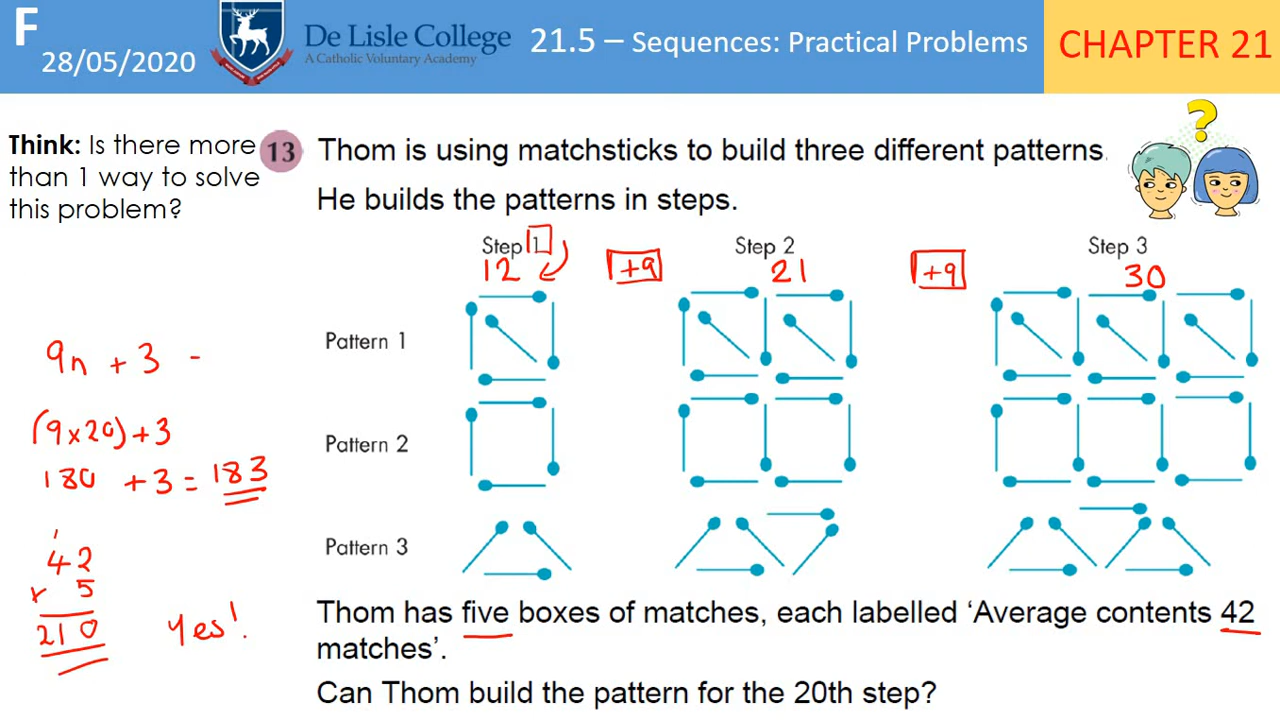 F
28/05/2020
De Lisle College
A Catholic Voluntary Academy
21.5 – Sequences: Practical Problems
CHAPTER 21
Think: Is there more
than 1 way to solve
this problem?
13
Thom is using matchsticks to build three different patterns.
He builds the patterns in steps.
?
Step 1
Step 2
Step 3
12
+9
21
+9
30
Pattern 1
Pattern 2
Pattern 3
9n + 3 -
(9x20) + 3
180 + 3 = 183
1
42
x 5
210
Yes!
Thom has five boxes of matches, each labelled ‘Average contents 42
matches’.
Can Thom build the pattern for the 20th step?